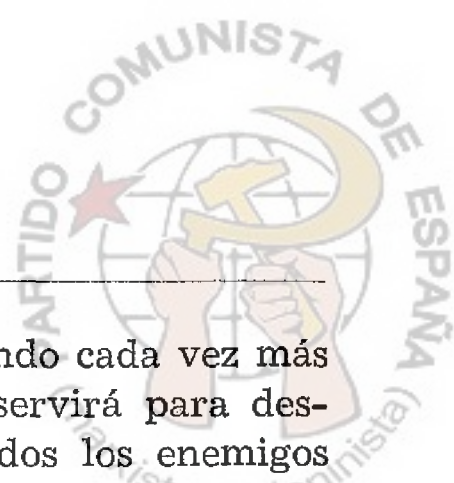 PARTIDO COMUNISTA DE ESPAÑA
ndo cada vez más
servirá para des-
dos los enemigos